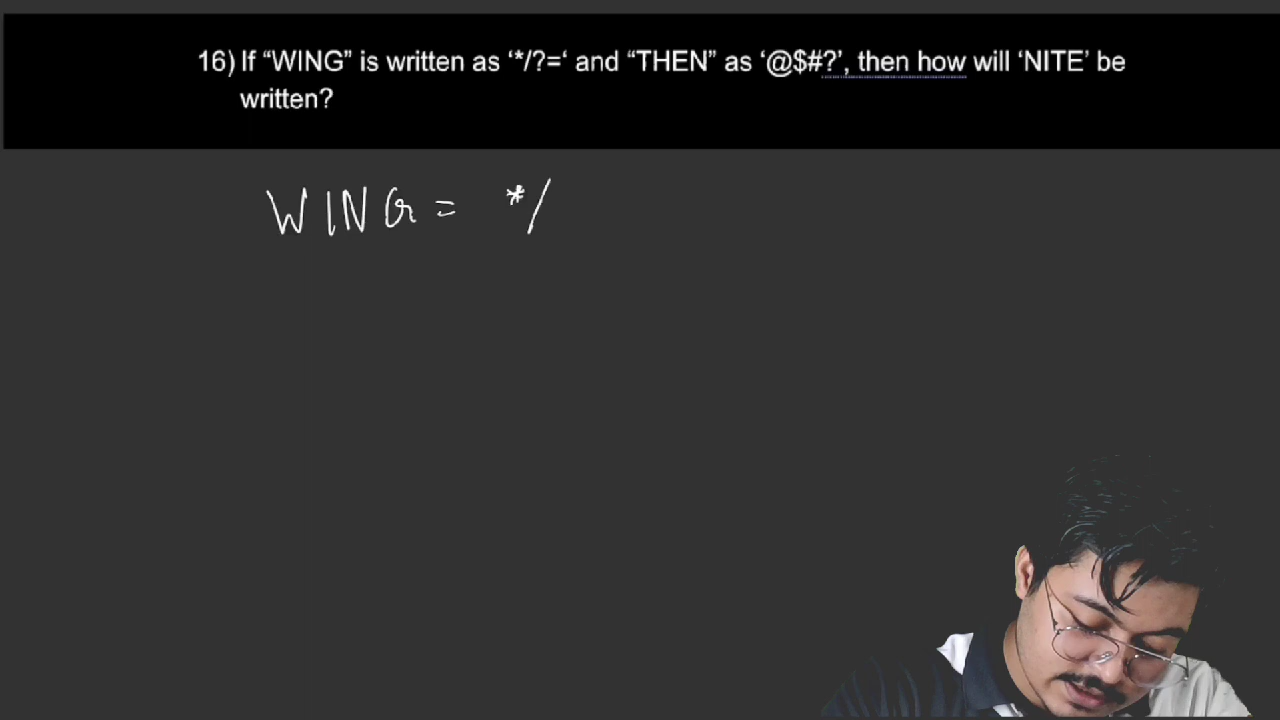 16) If “WING” is written as ‘*/?=‘ and “THEN” as ‘@$#?’, then how will ‘NITE’ be
written?
WING = */